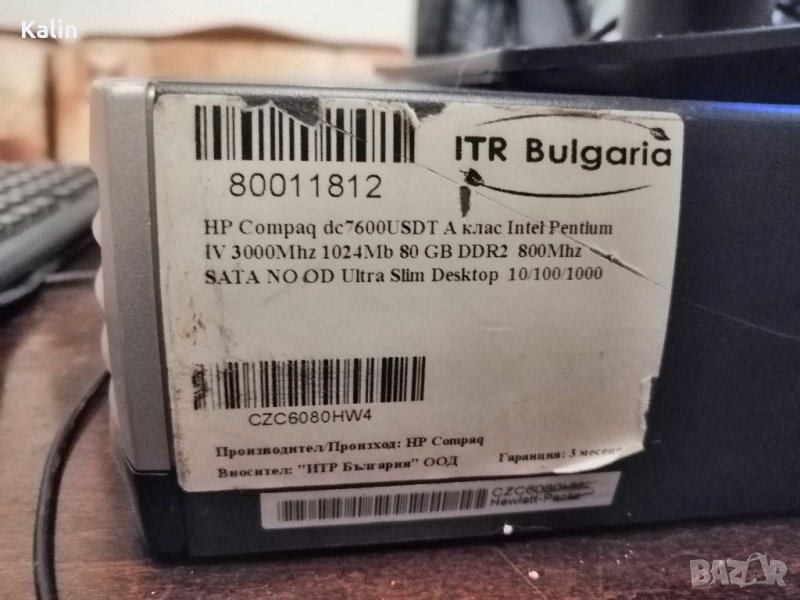 Kalin
80011812
ITR Bulgaria
HP Compaq dc7600USDT A клас Intel Pentium
IV 3000Mhz 1024Mb 80 GB DDR2 800Mhz
SATA NO OD Ultra Slim Desktop 10/100/1000
CZC6080HW4
Производител/Произход: HP Compaq
Вносител: "ИТР България" ООД
Гаранция: 3 месеца
Hewlett-Packard
BAZAR